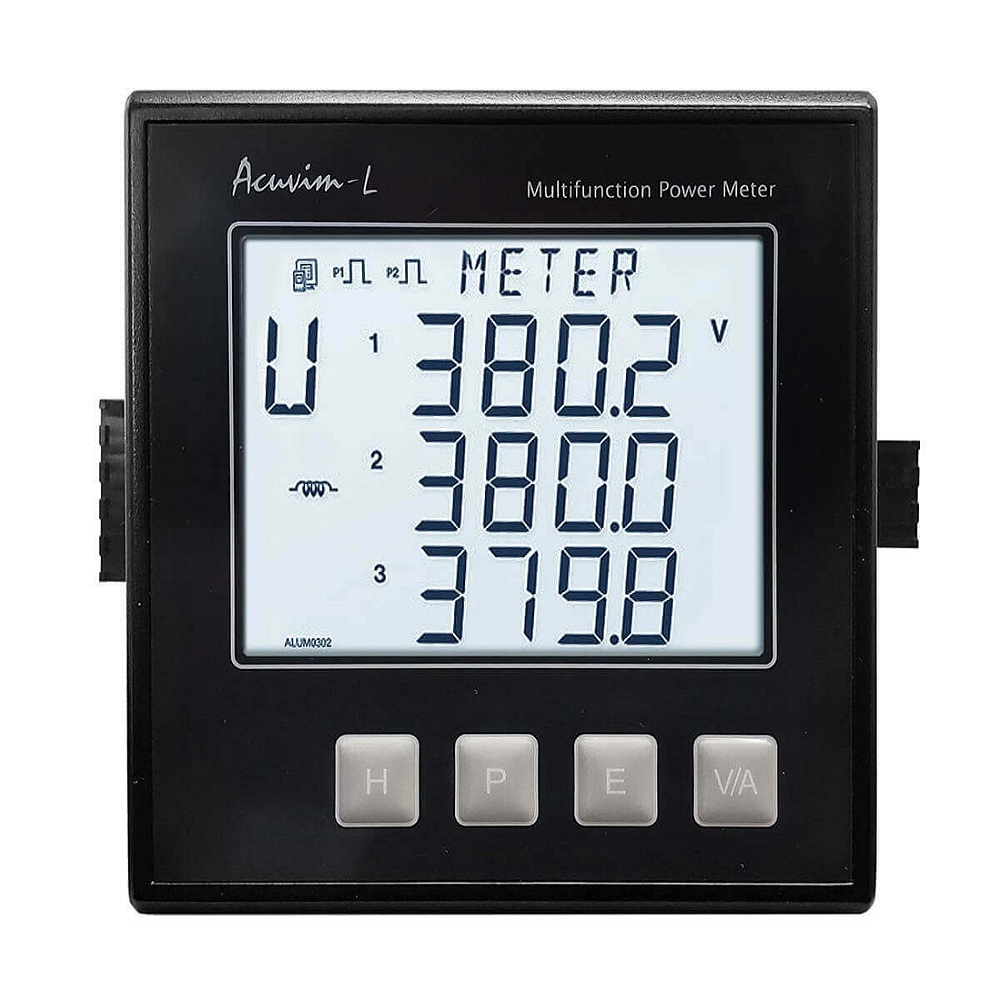 Acuvim-L
Multifunction Power Meter
P1 P2 METER
U 1 380.2 V
2 380.0
3 379.8
ALUM0302
H P E V/A